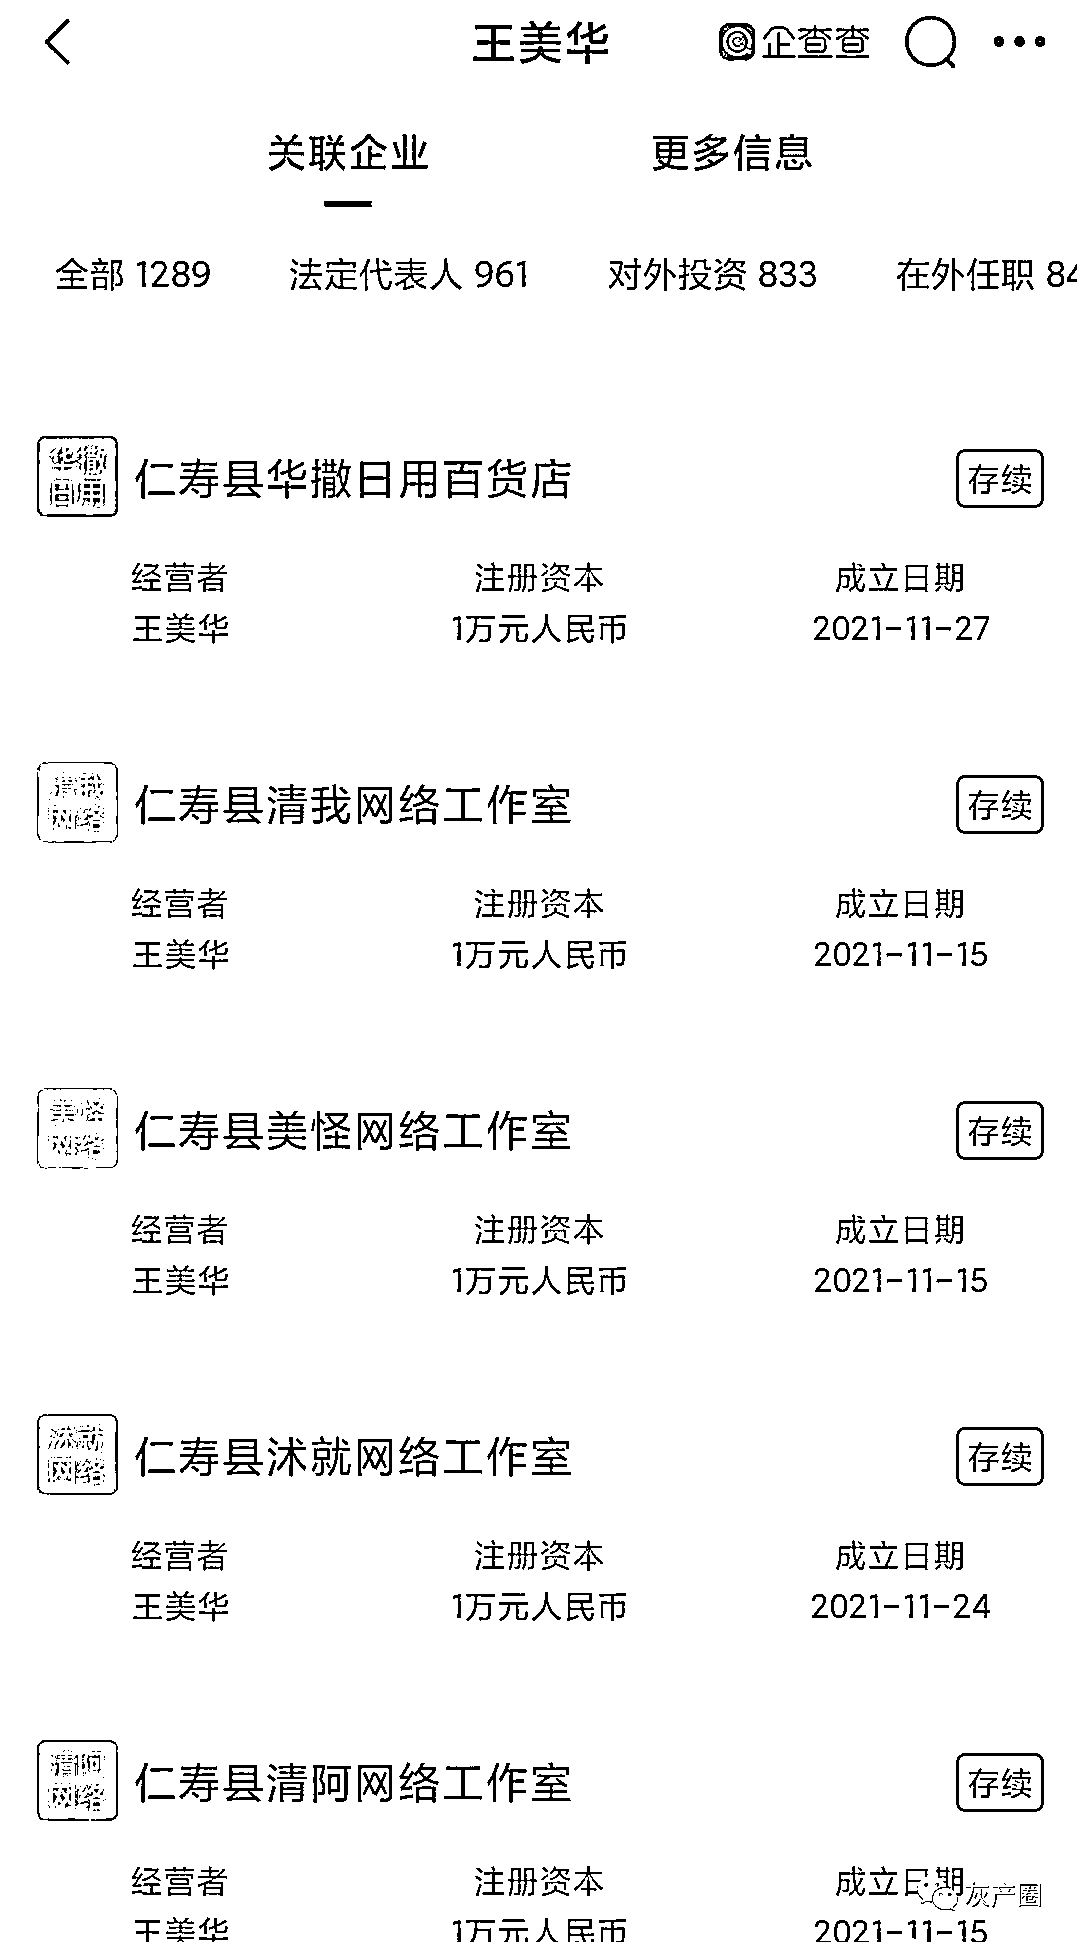 王美华 企查查
关联企业 更多信息
全部 1289 法定代表人 961 对外投资 833 在外任职 84
华撒
日用
仁寿县华撒日用百货店 存续
经营者 注册资本 成立日期
王美华 1万元人民币 2021-11-27
清我
网络
仁寿县清我网络工作室 存续
经营者 注册资本 成立日期
王美华 1万元人民币 2021-11-15
美怪
网络
仁寿县美怪网络工作室 存续
经营者 注册资本 成立日期
王美华 1万元人民币 2021-11-15
沭就
网络
仁寿县沭就网络工作室 存续
经营者 注册资本 成立日期
王美华 1万元人民币 2021-11-24
清阿
网络
仁寿县清阿网络工作室 存续
经营者 注册资本 成立日期
灰产圈
王美华 1万元人民币 2021-11-15